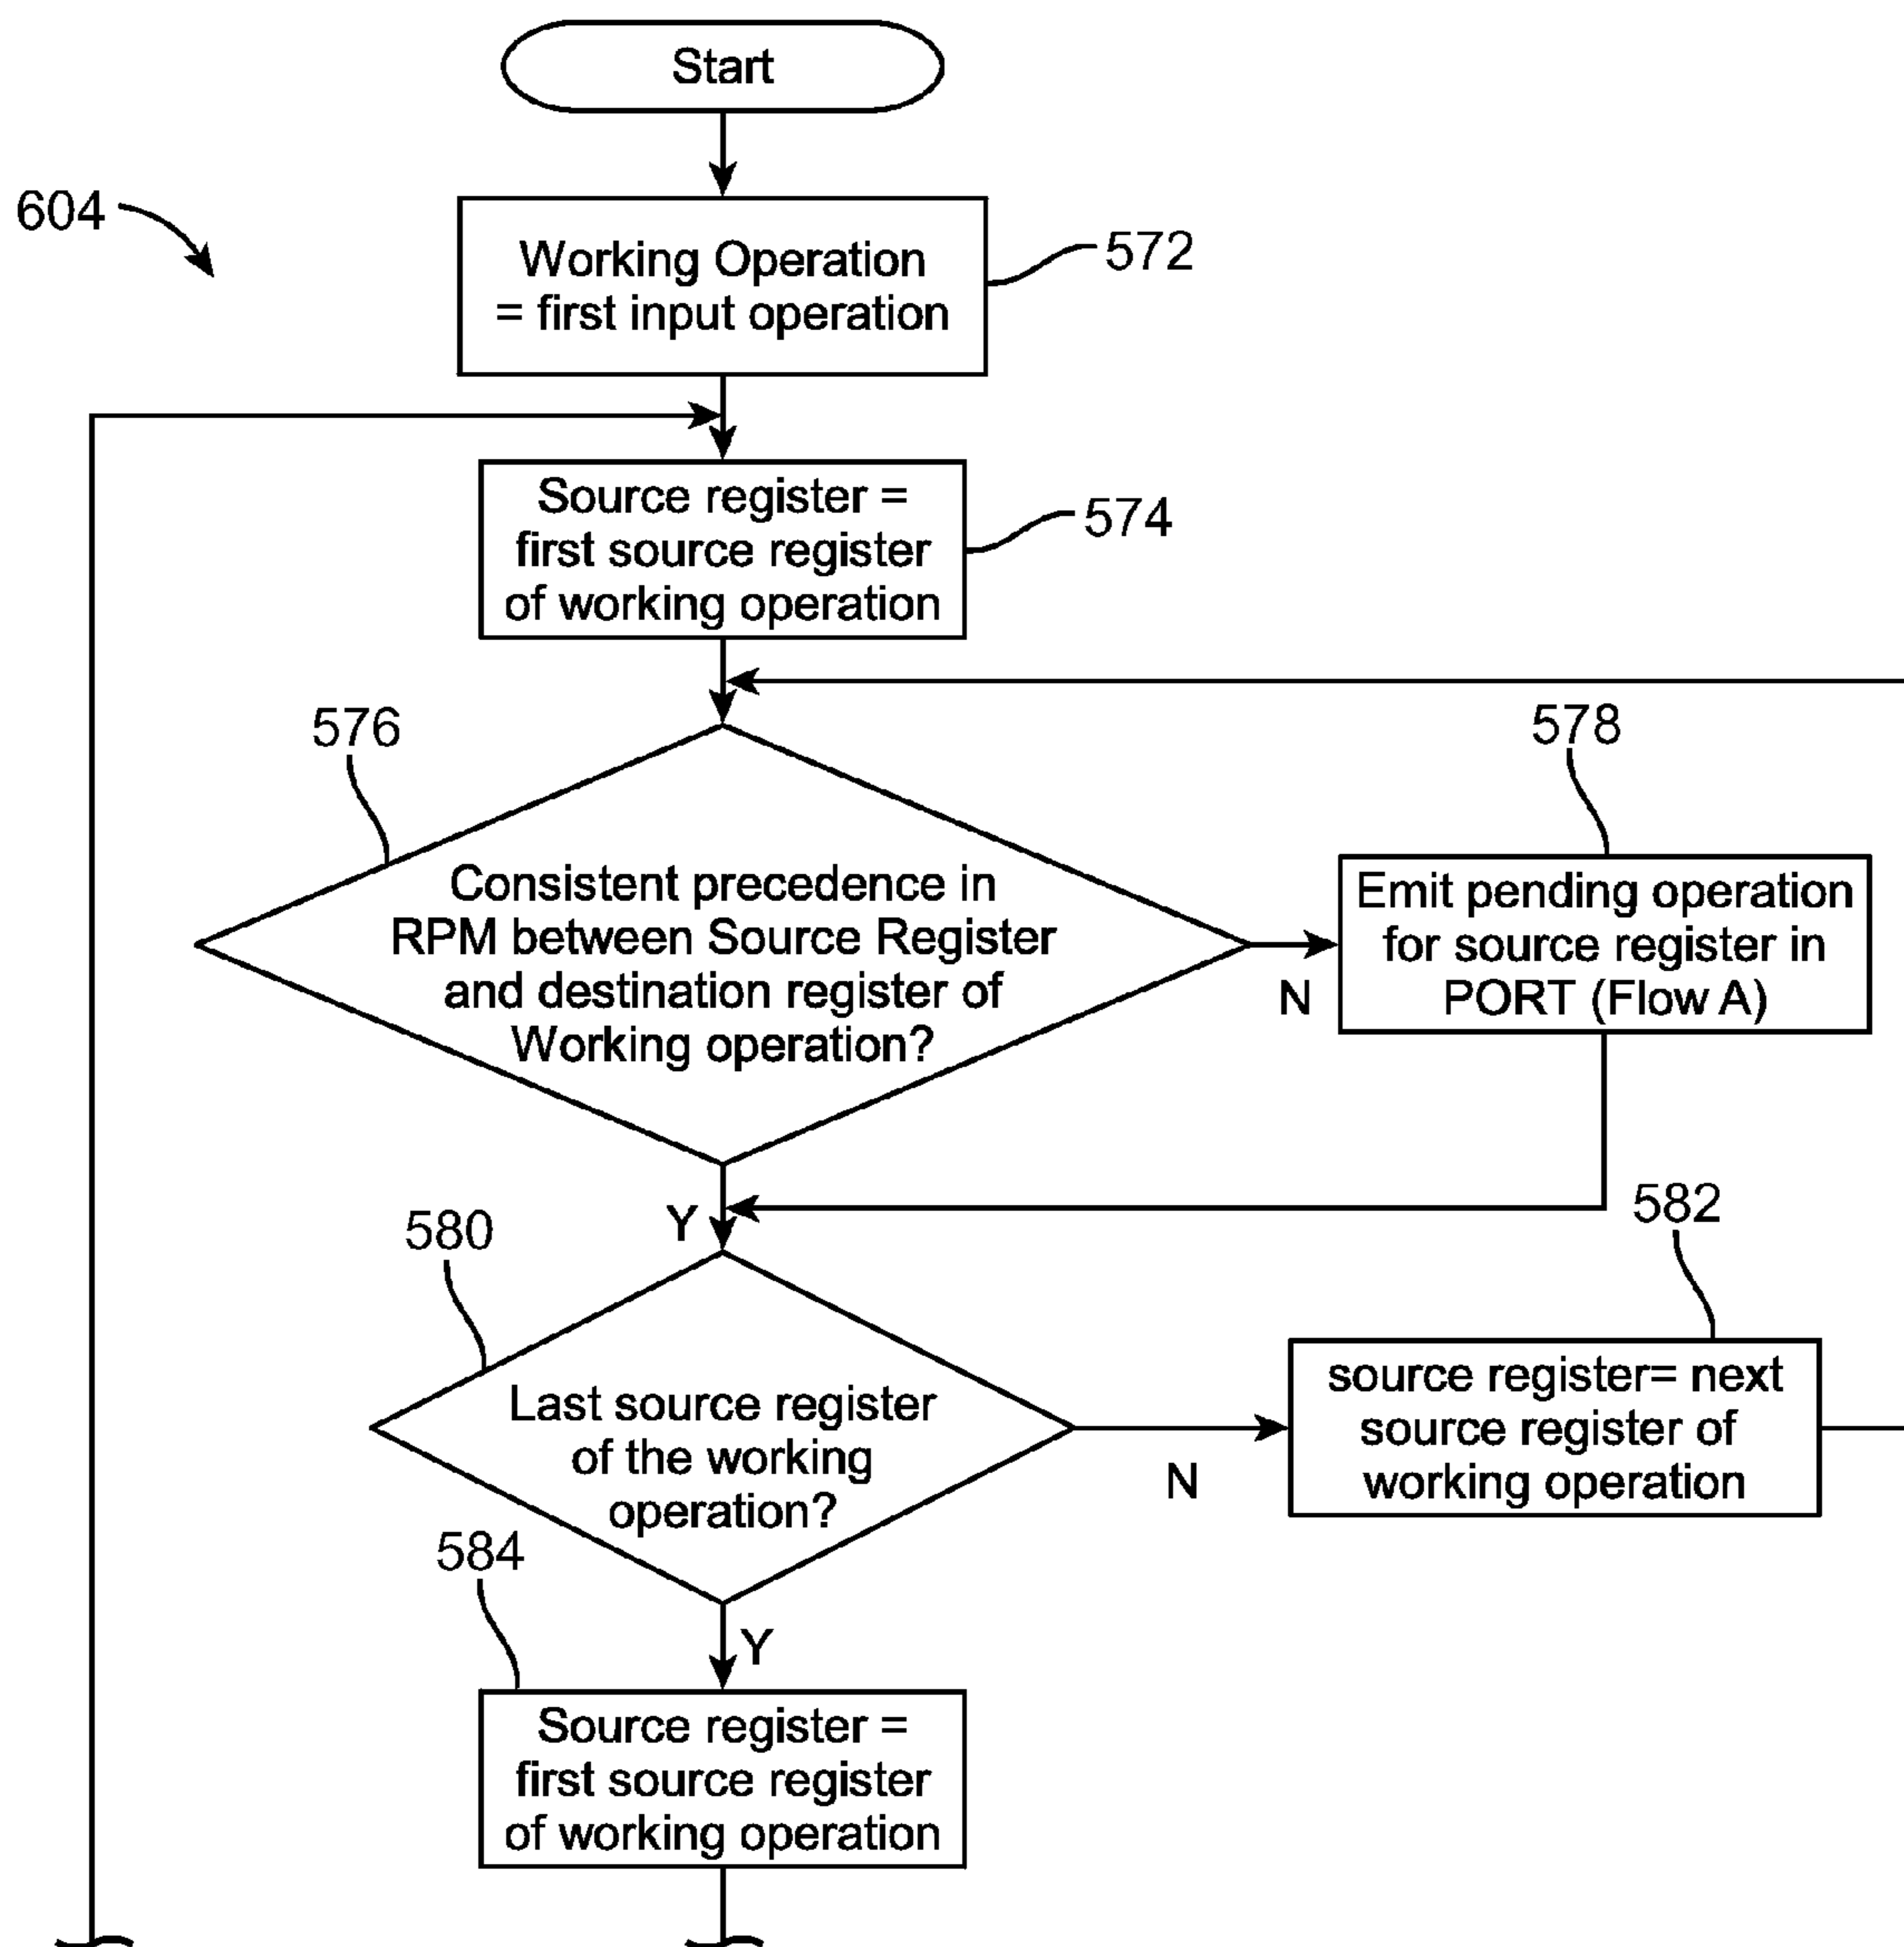 Start
604
Working Operation
= first input operation
572
Source register =
first source register
of working operation
574
576
Consistent precedence in
RPM between Source Register
and destination register of
Working operation?
N
578
Emit pending operation
for source register in
PORT (Flow A)
Y
580
Last source register
of the working
operation?
N
582
source register= next
source register of
working operation
584
Y
Source register =
first source register
of working operation